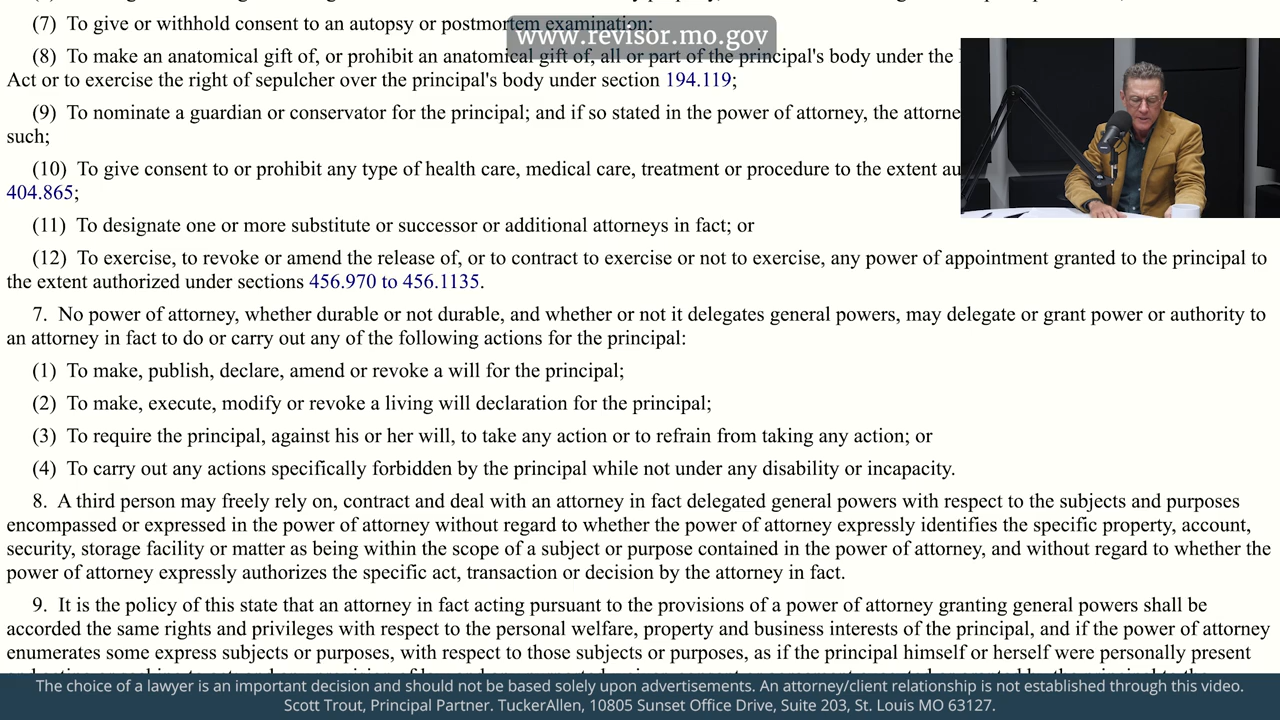 (7) To give or withhold consent to an autopsy or postmortem examination;
www.revisor.mo.gov
(8) To make an anatomical gift of, or prohibit an anatomical gift of, all or part of the principal's body under the
Act or to exercise the right of sepulcher over the principal's body under section 194.119;
(9) To nominate a guardian or conservator for the principal; and if so stated in the power of attorney, the
such;
(10) To give consent to or prohibit any type of health care, medical care, treatment or procedure to the extent
404.865;
(11) To designate one or more substitute or successor or additional attorneys in fact; or
(12) To exercise, to revoke or amend the release of, or to contract to exercise or not to exercise, any power of appointment granted to the principal to
the extent authorized under sections 456.970 to 456.1135.
7. No power of attorney, whether durable or not durable, and whether or not it delegates general powers, may delegate or grant power or authority to
an attorney in fact to do or carry out any of the following actions for the principal:
(1) To make, publish, declare, amend or revoke a will for the principal;
(2) To make, execute, modify or revoke a living will declaration for the principal;
(3) To require the principal, against his or her will, to take any action or to refrain from taking any action; or
(4) To carry out any actions specifically forbidden by the principal while not under any disability or incapacity.
8. A third person may freely rely on, contract and deal with an attorney in fact delegated general powers with respect to the subjects and purposes
encompassed or expressed in the power of attorney without regard to whether the power of attorney expressly identifies the specific property, account,
security, storage facility or matter as being within the scope of a subject or purpose contained in the power of attorney, and without regard to whether the
power of attorney expressly authorizes the specific act, transaction or decision by the attorney in fact.
9. It is the policy of this state that an attorney in fact acting pursuant to the provisions of a power of attorney granting general powers shall be
accorded the same rights and privileges with respect to the personal welfare, property and business interests of the principal, and if the power of attorney
enumerates some express subjects or purposes, with respect to those subjects or purposes, as if the principal himself or herself were personally present
The choice of a lawyer is an important decision and should not be based solely upon advertisements. An attorney/client relationship is not established through this video.
Scott Trout, Principal Partner. TuckerAllen, 10805 Sunset Office Drive, Suite 203, St. Louis MO 63127.